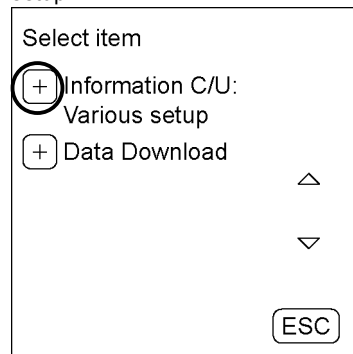 Select item
+ Information C/U:
Various setup
+ Data Download
ESC